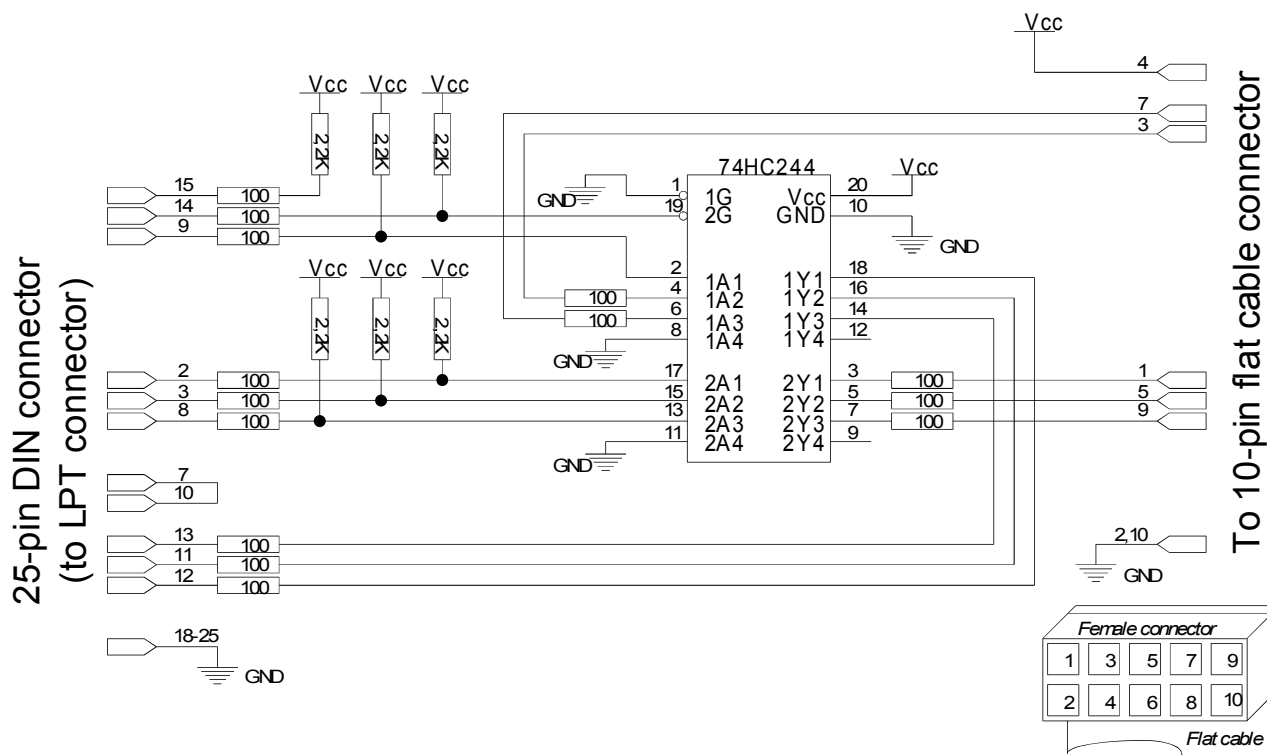 Vcc
4
7
3
Vcc
Vcc
Vcc
2,2K
2,2K
2,2K
15
100
14
100
9
100
74HC244
GND
1
1G
19
2G
Vcc
20
Vcc
GND
10
GND
2
1A1
1Y1
18
4
1A2
1Y2
16
6
1A3
1Y3
14
8
1A4
1Y4
12
100
100
GND
Vcc
Vcc
Vcc
2,2K
2,2K
2,2K
2
100
3
100
8
100
17
2A1
2Y1
3
100
1
15
2A2
2Y2
5
100
5
13
2A3
2Y3
7
100
9
11
2A4
2Y4
9
GND
7
10
13
100
11
100
12
100
18-25
GND
2,10
GND
25-pin DIN connector
(to LPT connector)
To 10-pin flat cable connector
Female connector
1 3 5 7 9
2 4 6 8 10
Flat cable